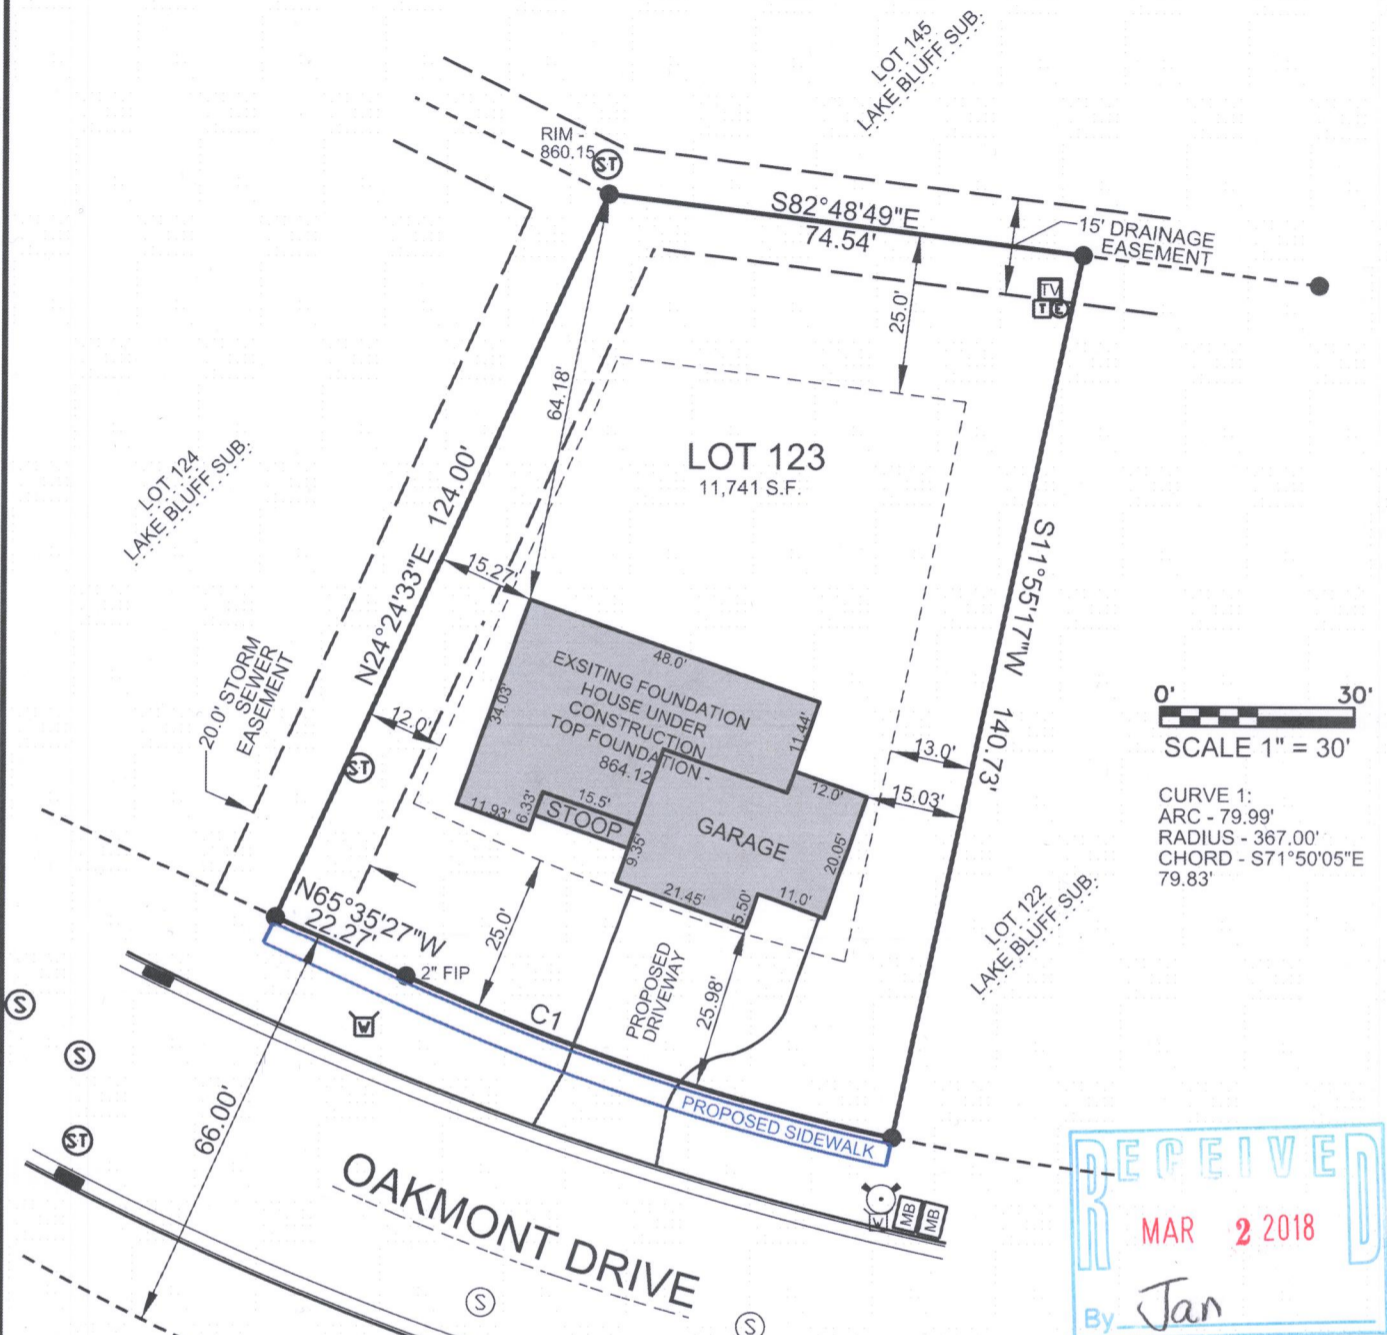 LOT 145
LAKE BLUFF SUB.
RIM -
860.15
ST
S82°48'49"E
74.54'
15' DRAINAGE
EASEMENT
TV
T E
25.0'
64.18'
LOT 123
11,741 S.F.
LOT 124
LAKE BLUFF SUB.
N24°24'33"E 124.00'
S11°55'17"W 140.73'
15.27'
20.0' STORM
SEWER
EASEMENT
12.0'
ST
48.0'
34.03'
EXSITING FOUNDATION
HOUSE UNDER
CONSTRUCTION
TOP FOUNDATION -
864.12
11.44'
13.0'
12.0'
15.03'
11.93'
6.33'
15.5'
STOOP
GARAGE
9.35'
20.05'
21.45'
5.50'
11.0'
0' 30'
SCALE 1" = 30'
CURVE 1:
ARC - 79.99'
RADIUS - 367.00'
CHORD - S71°50'05"E
79.83'
LOT 122
LAKE BLUFF SUB.
N65°35'27"W
22.27'
2" FIP
25.0'
C1
PROPOSED
DRIVEWAY
25.98'
PROPOSED SIDEWALK
W
S
S
ST
66.00'
OAKMONT DRIVE
S
S
W
MB
MB
RECEIVED
MAR 2 2018
By Jan